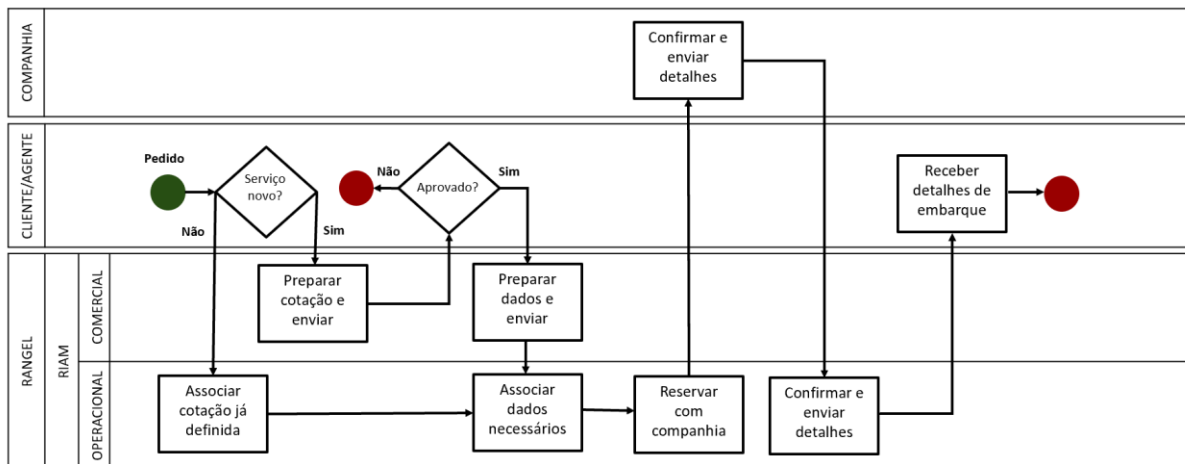 COMPANHIA
Confirmar e
enviar
detalhes
CLIENTE/AGENTE
Pedido
Serviço
novo?
Não
Sim
Não
Aprovado?
Sim
Receber
detalhes de
embarque
RANGEL
RIAM
COMERCIAL
Preparar
cotação e
enviar
Preparar
dados e
enviar
OPERACIONAL
Associar
cotação já
definida
Associar
dados
necessários
Reservar
com
companhia
Confirmar e
enviar
detalhes